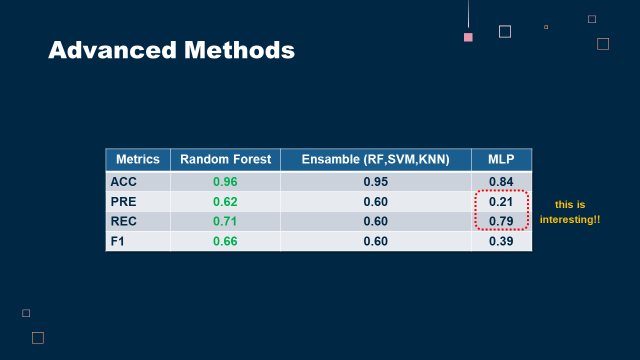 Advanced Methods
Metrics Random Forest Ensamble (RF,SVM,KNN) MLP
ACC 0.96 0.95 0.84
PRE 0.62 0.60 0.21
REC 0.71 0.60 0.79
F1 0.66 0.60 0.39
this is
interesting!!